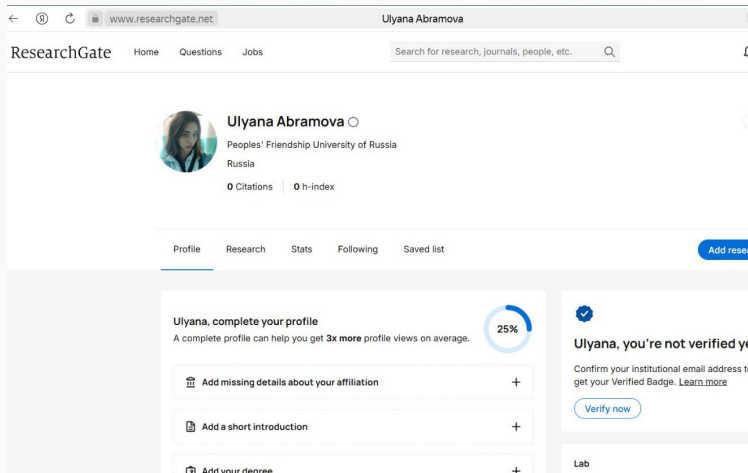 www.researchgate.net
Ulyana Abramova
ResearchGate
Home
Questions
Jobs
Search for research, journals, people, etc.
Ulyana Abramova
Peoples' Friendship University of Russia
Russia
0 Citations
0 h-index
Profile
Research
Stats
Following
Saved list
Add resea
Ulyana, complete your profile
A complete profile can help you get 3x more profile views on average.
25%
Add missing details about your affiliation
Add a short introduction
Add your degree
Ulyana, you're not verified ye
Confirm your institutional email address to
get your Verified Badge. Learn more
Verify now
Lab